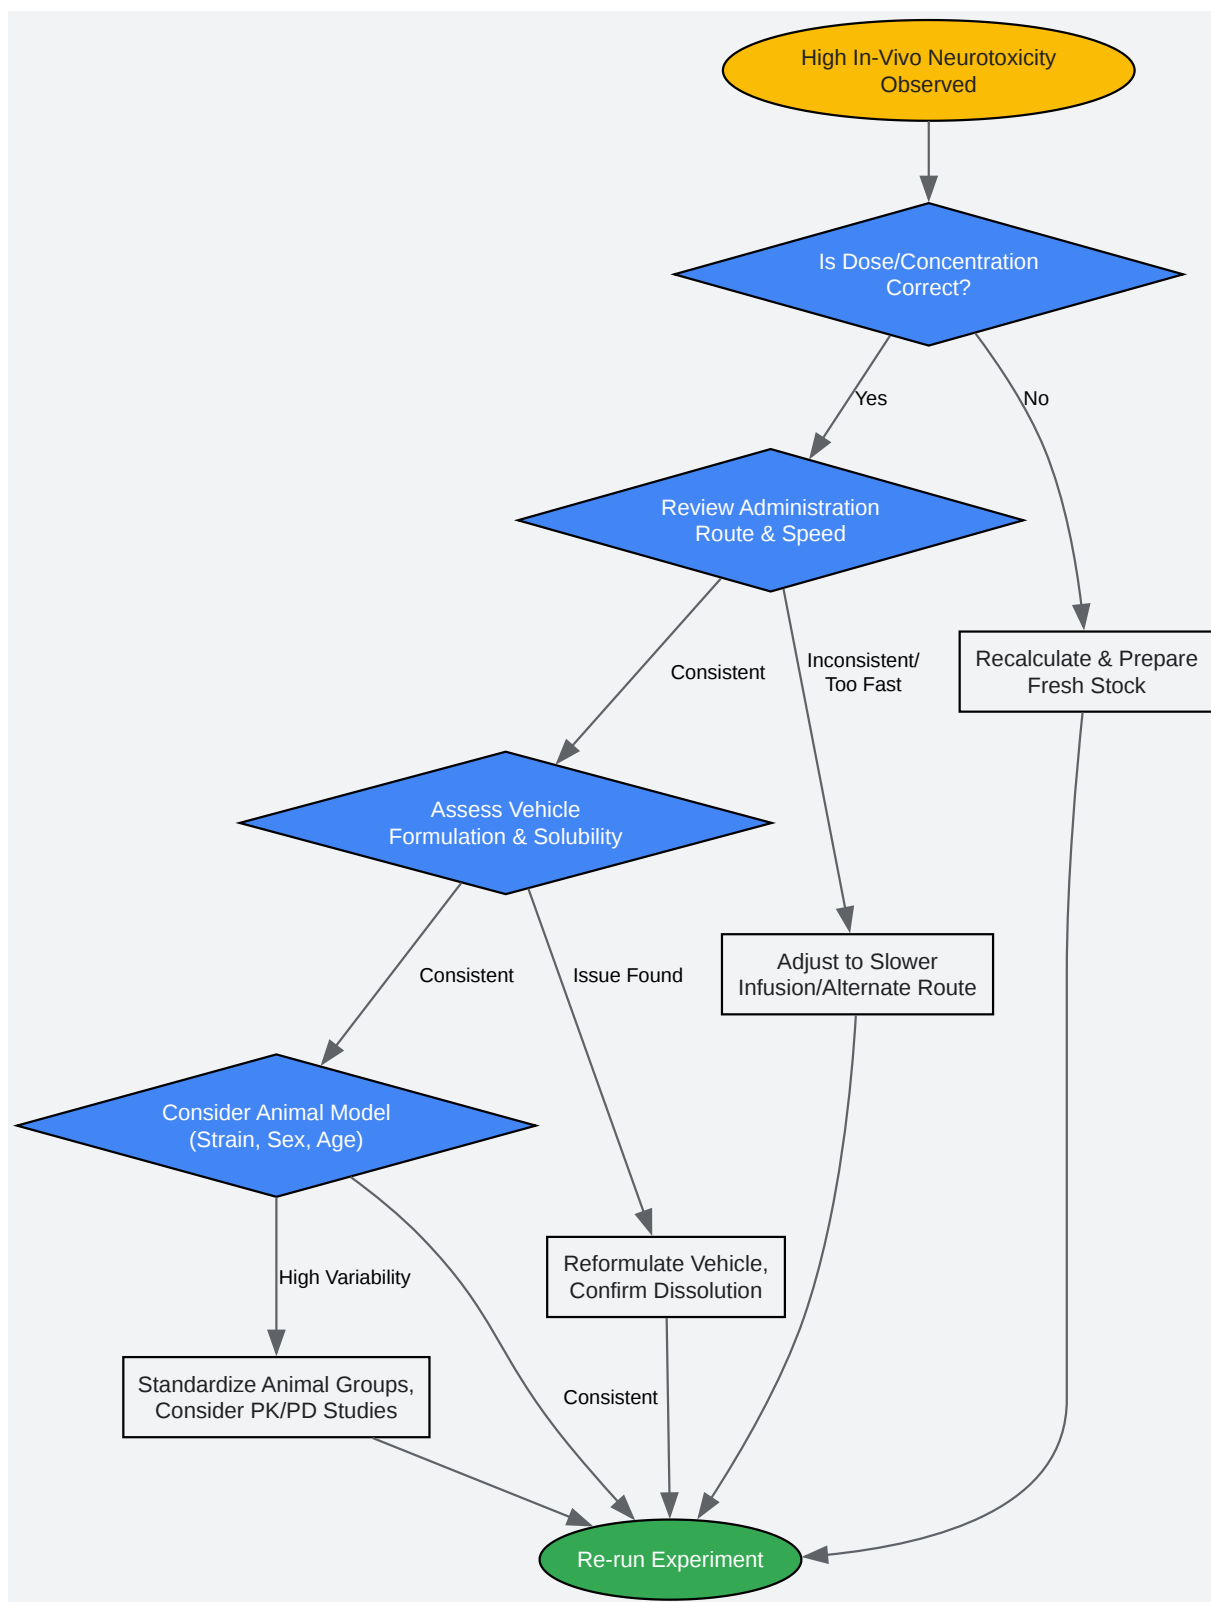 High In-Vivo Neurotoxicity
Observed
Is Dose/Concentration
Correct?
Yes
No
Review Administration
Route & Speed
Consistent
Inconsistent/
Too Fast
Recalculate & Prepare
Fresh Stock
Assess Vehicle
Formulation & Solubility
Consistent
Issue Found
Adjust to Slower
Infusion/Alternate Route
Consider Animal Model
(Strain, Sex, Age)
High Variability
Reformulate Vehicle,
Confirm Dissolution
Standardize Animal Groups,
Consider PK/PD Studies
Consistent
Re-run Experiment